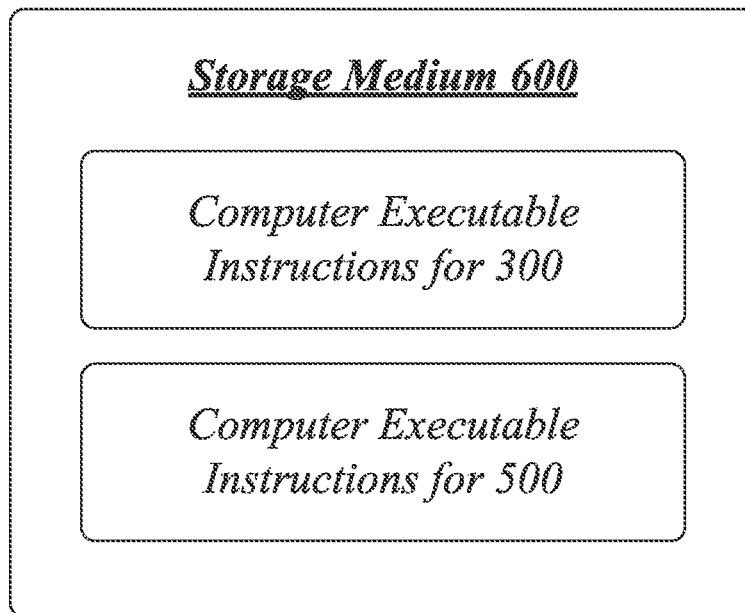 Storage Medium 600
Computer Executable
Instructions for 300
Computer Executable
Instructions for 500